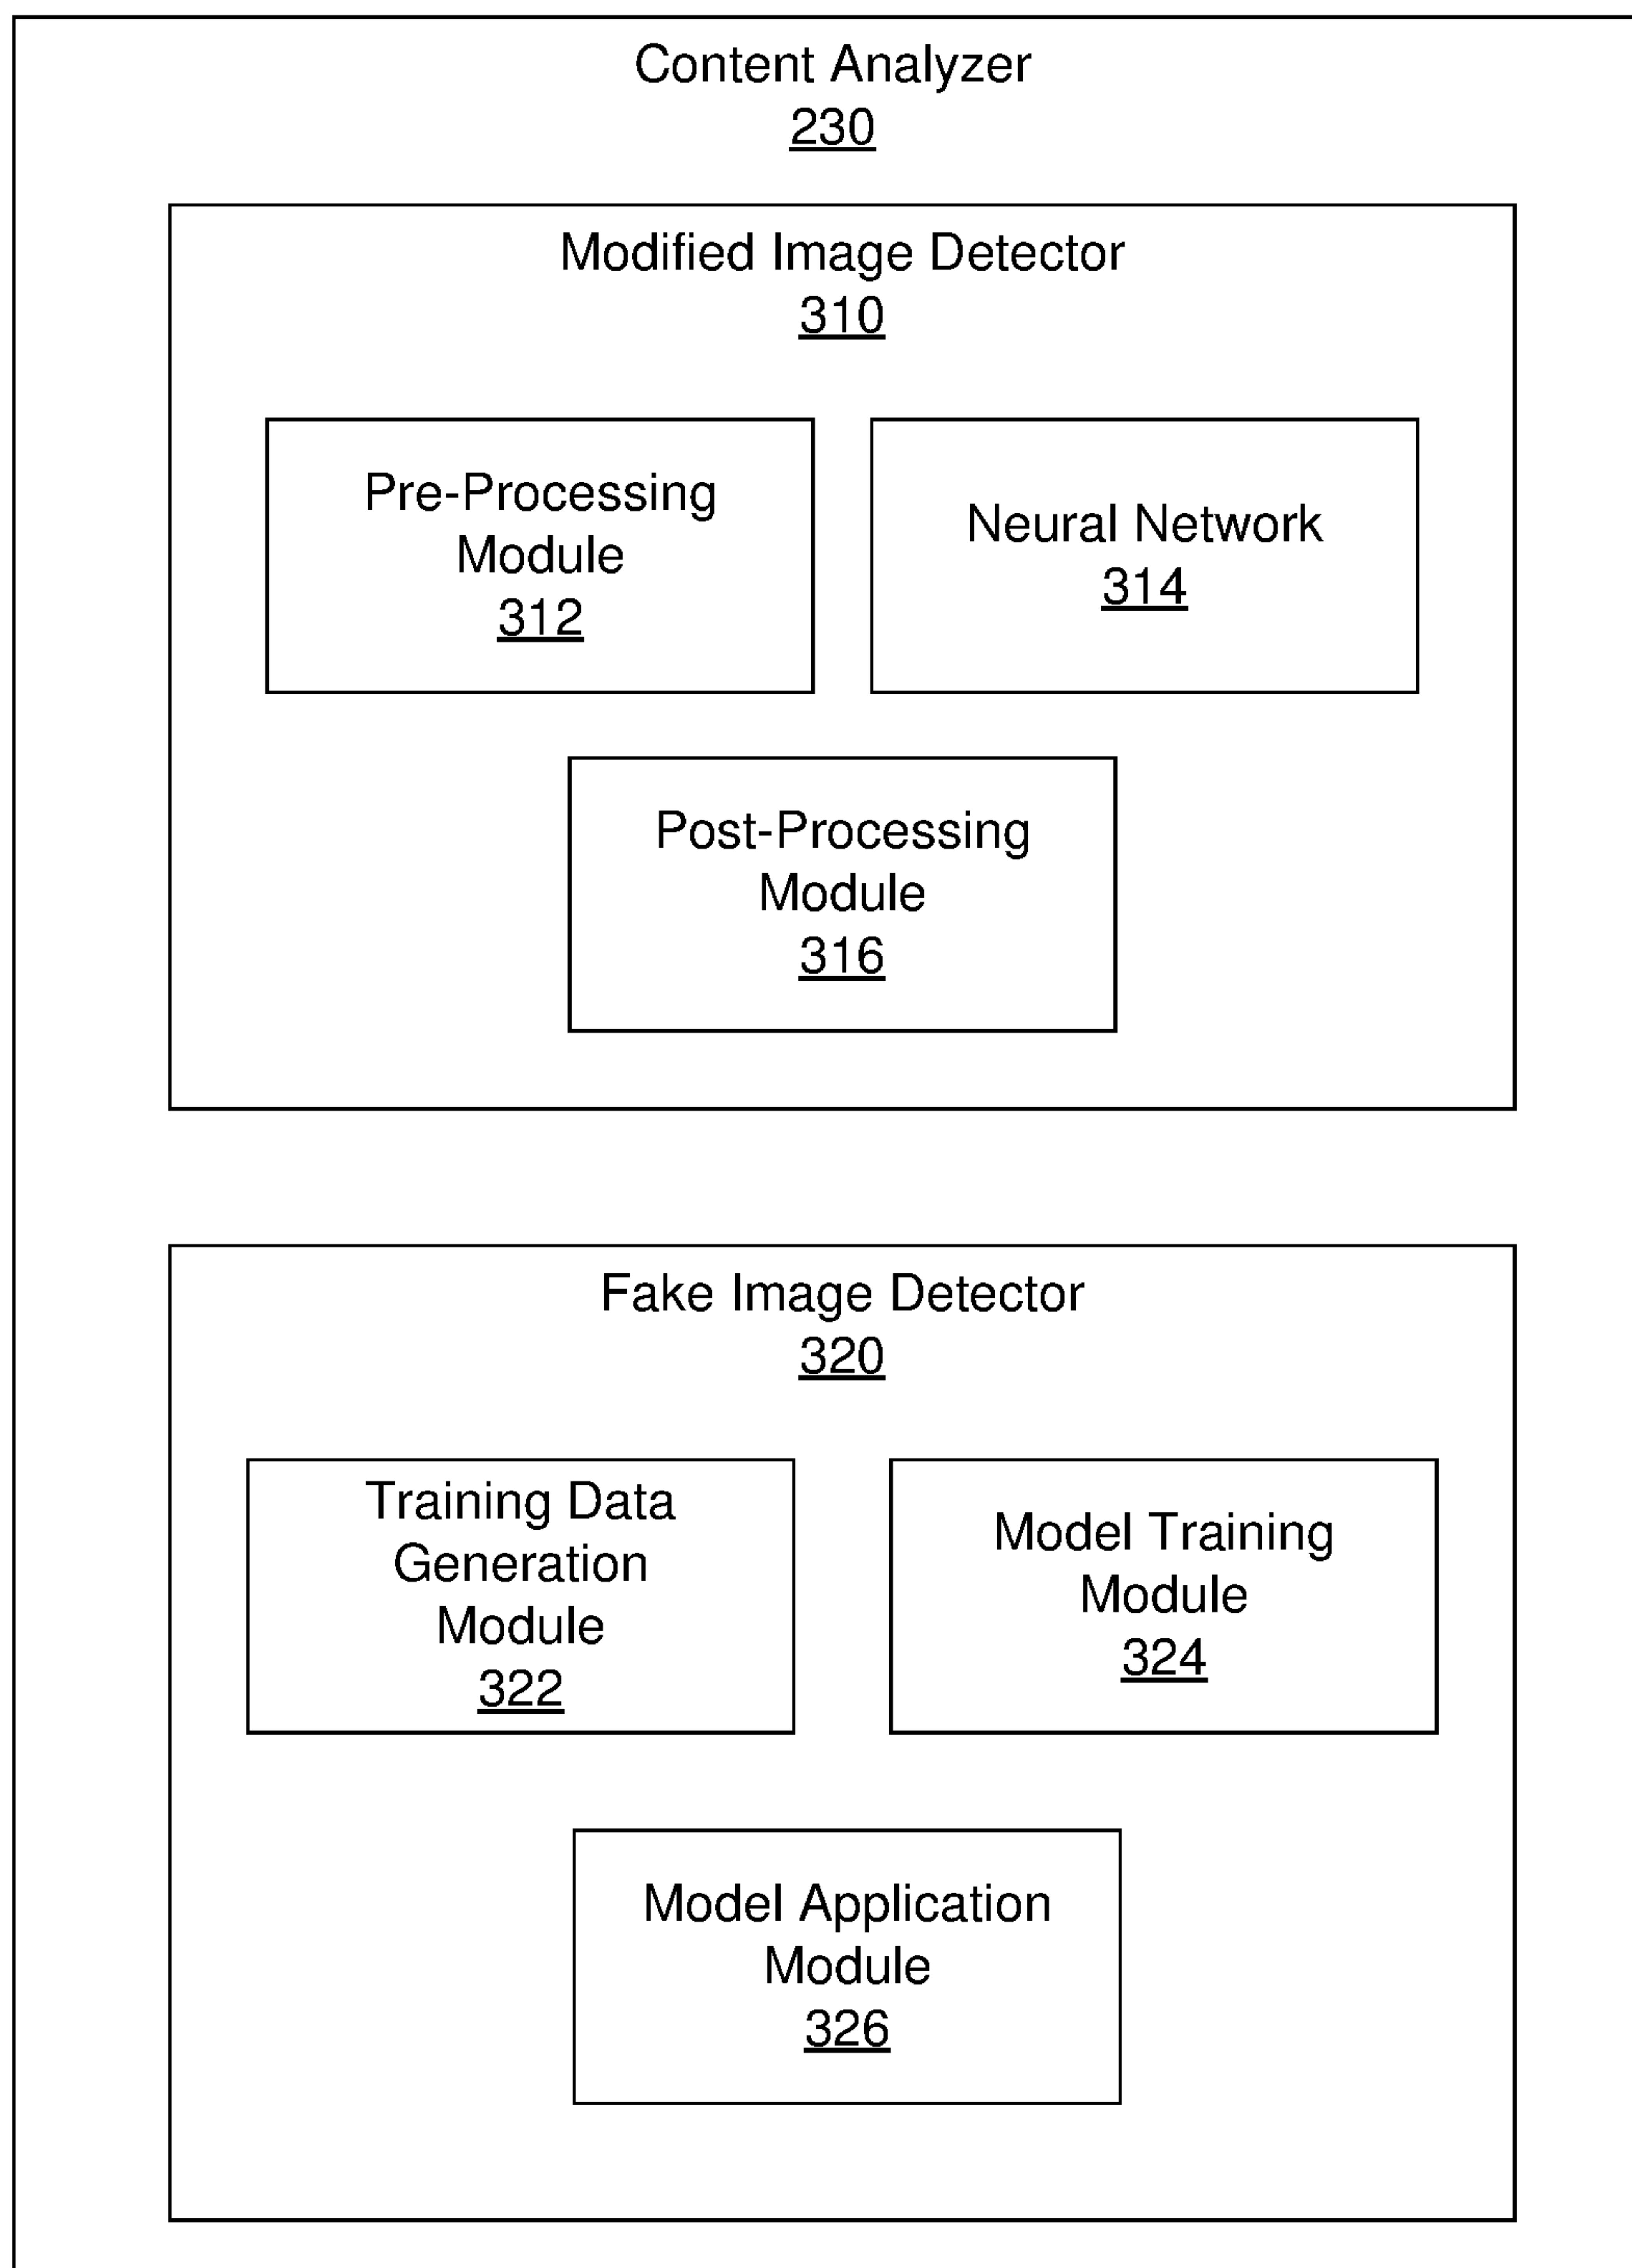 Content Analyzer
230
Modified Image Detector
310
Pre-Processing
Module
312
Neural Network
314
Post-Processing
Module
316
Fake Image Detector
320
Training Data
Generation
Module
322
Model Training
Module
324
Model Application
Module
326